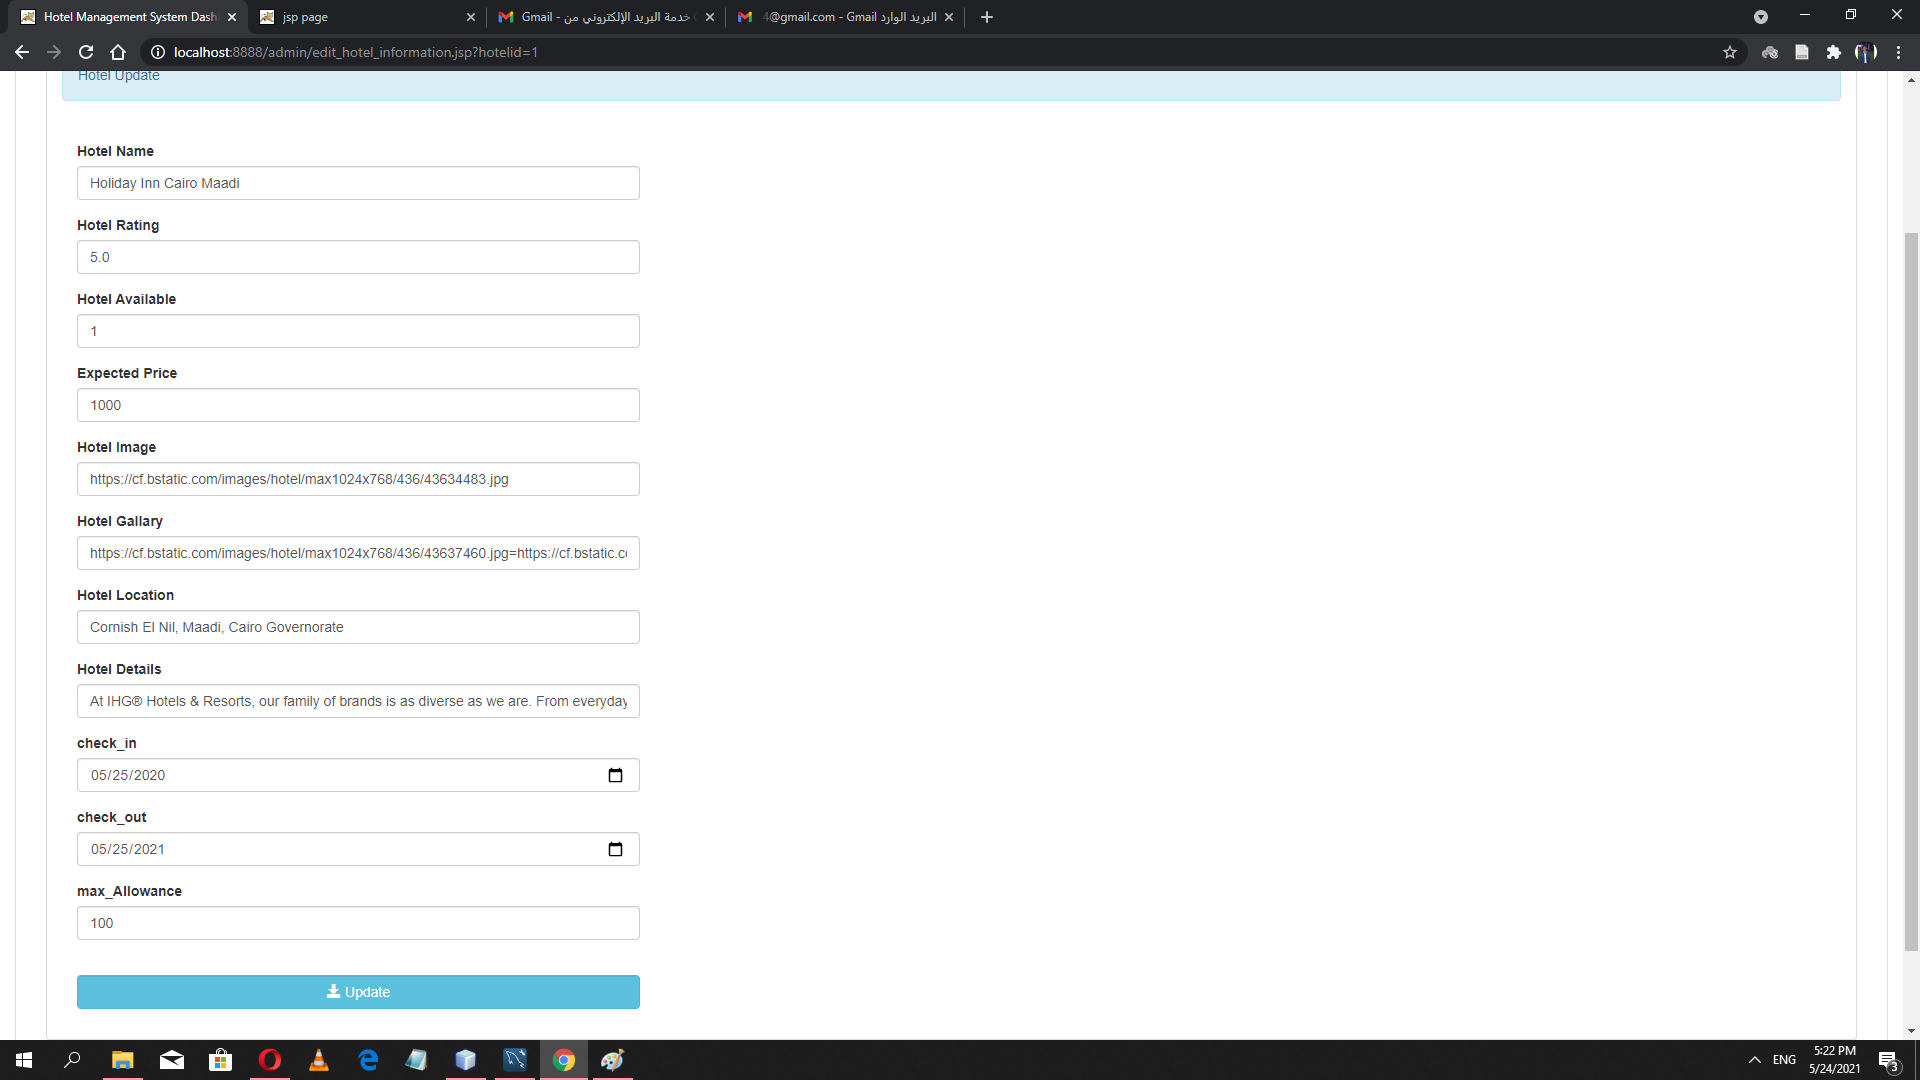 Hotel Management System Dash
jsp page
Gmail - خدمة البريد الإلكتروني من
4@gmail.com - Gmail البريد الوارد
localhost:8888/admin/edit_hotel_information.jsp?hotelid=1
Hotel Update
Hotel Name
Holiday Inn Cairo Maadi
Hotel Rating
5.0
Hotel Available
1
Expected Price
1000
Hotel Image
https://cf.bstatic.com/images/hotel/max1024x768/436/43634483.jpg
Hotel Gallary
https://cf.bstatic.com/images/hotel/max1024x768/436/43637460.jpg=https://cf.bstatic.c
Hotel Location
Cornish El Nil, Maadi, Cairo Governorate
Hotel Details
At IHG® Hotels & Resorts, our family of brands is as diverse as we are. From everyday
check_in
05/25/2020
check_out
05/25/2021
max_Allowance
100
Update
ENG
5:22 PM
5/24/2021
3